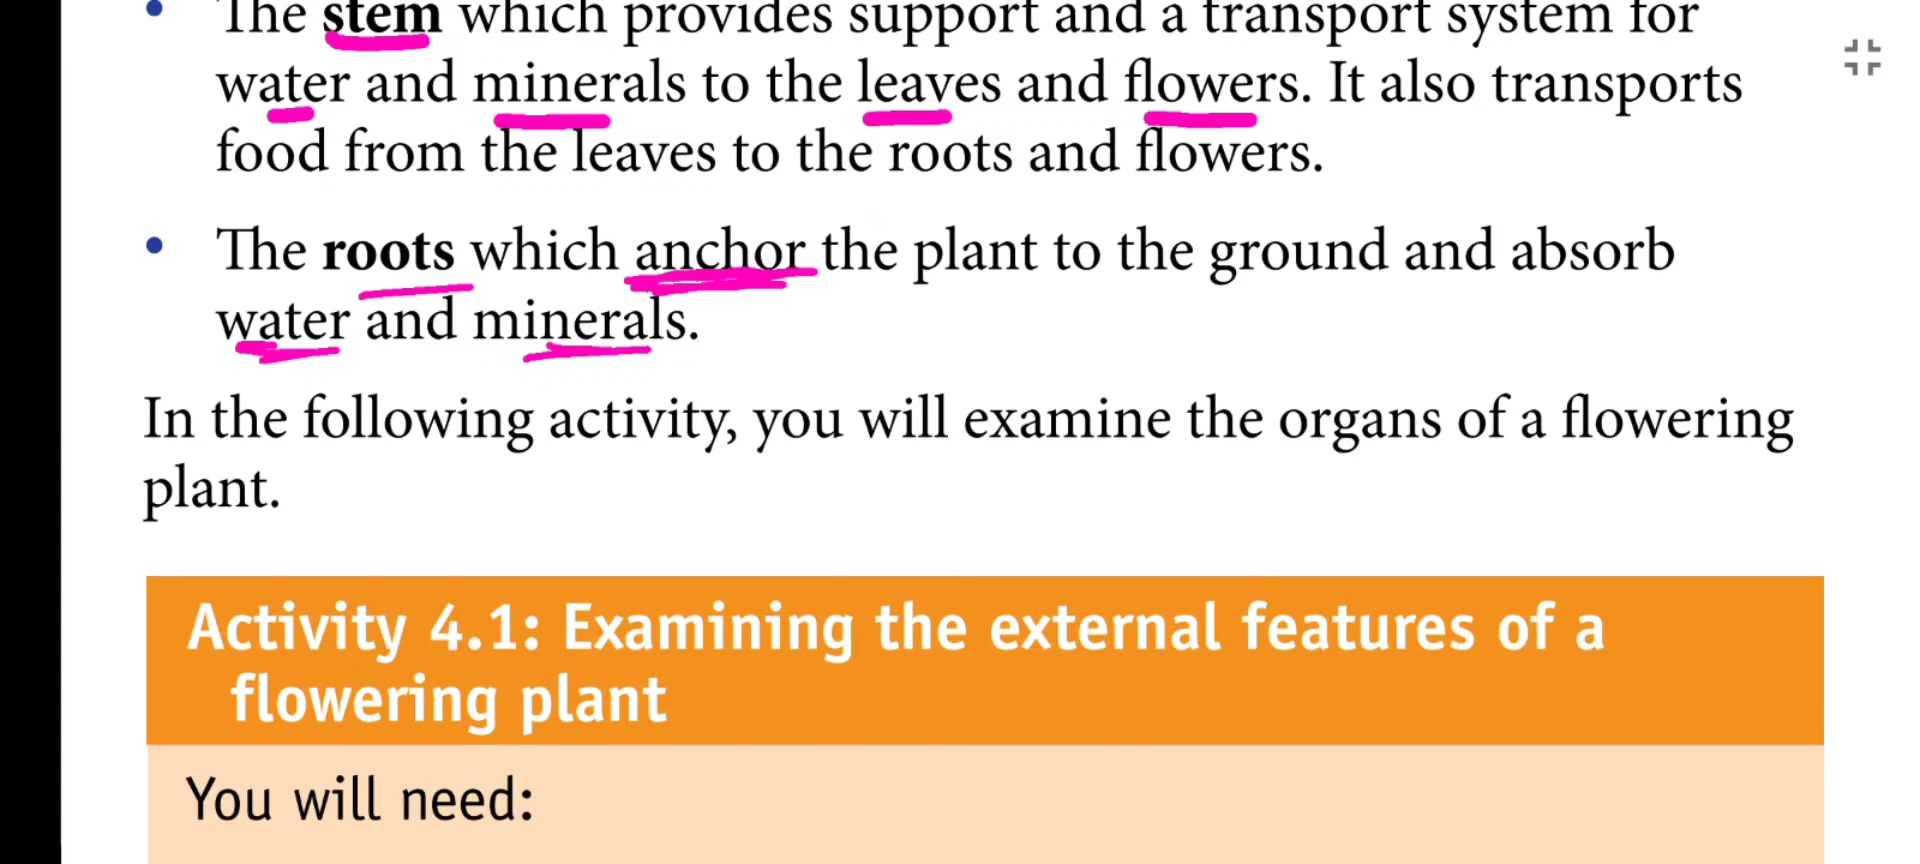 • The stem which provides support and a transport system for
water and minerals to the leaves and flowers. It also transports
food from the leaves to the roots and flowers.
• The roots which anchor the plant to the ground and absorb
water and minerals.
In the following activity, you will examine the organs of a flowering
plant.
Activity 4.1: Examining the external features of a
flowering plant
You will need: